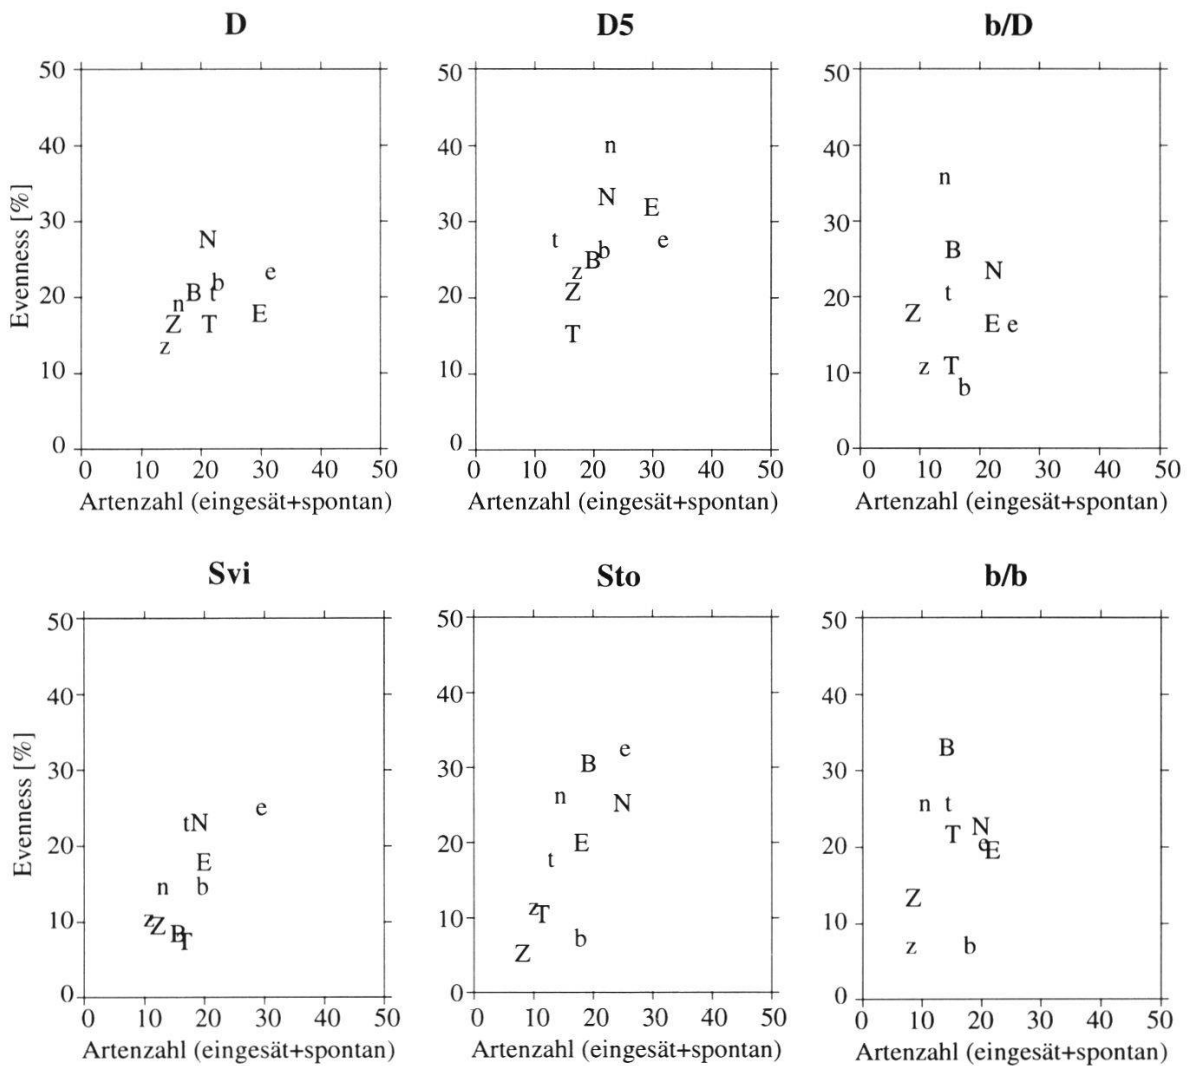 D D5 b/D
50 50 50
40 40 40
n
n
Evenness [%] 30 N E 30 30
N t b e B N
B b t e z B t
20 n 20 Z 20 Z
Z T E T E e
z z T b
10 10 10
0 0 0
0 10 20 30 40 50 0 10 20 30 40 50 0 10 20 30 40 50
Artenzahl (eingesät+spontan) Artenzahl (eingesät+spontan) Artenzahl (eingesät+spontan)
Svi Sto b/b
50 50 50
40 40 40
e B
Evenness [%] 30 30 B 30
t N e n N n t
N
20 E 20 E 20 T e E
n b t Z
10 z Z 10 z T 10
B T Z b z b
0 0 0
0 10 20 30 40 50 0 10 20 30 40 50 0 10 20 30 40 50
Artenzahl (eingesät+spontan) Artenzahl (eingesät+spontan) Artenzahl (eingesät+spontan)